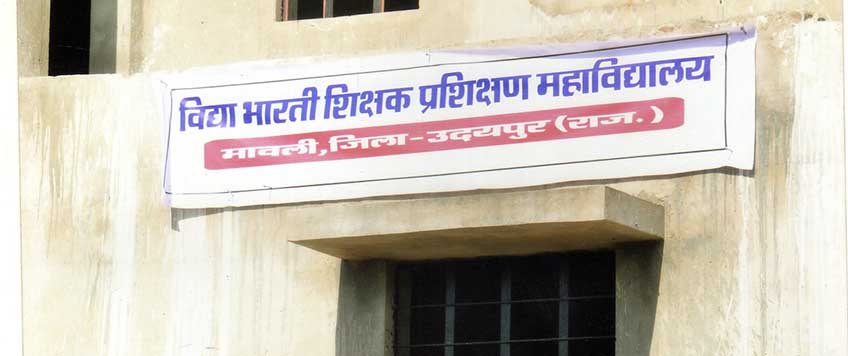 विद्या भारती शिक्षक प्रशिक्षण महाविद्यालय
मावली, जिला - उदयपुर (राज.)